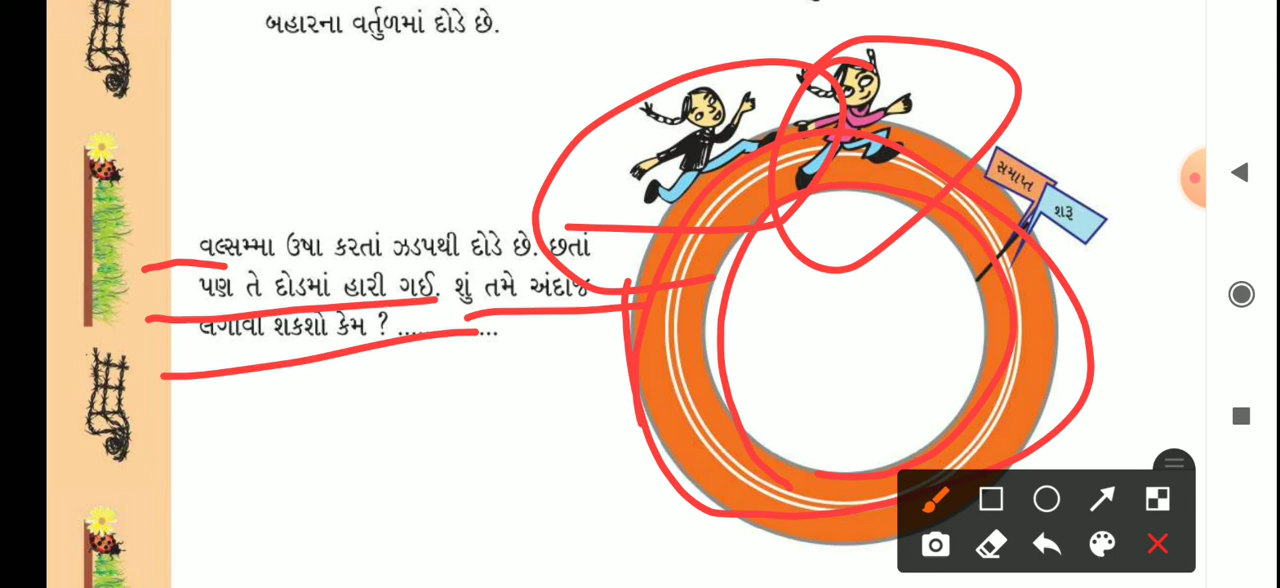 બહારના વર્તુળમાં દોડે છે.
વલ્સમ્મા ઉષા કરતાં ઝડપથી દોડે છે. છતાં
પણ તે દોડમાં હારી ગઈ. શું તમે અંદાજ
લગાવી શકશો કેમ ? ................
સમાપ્ત
શરૂ